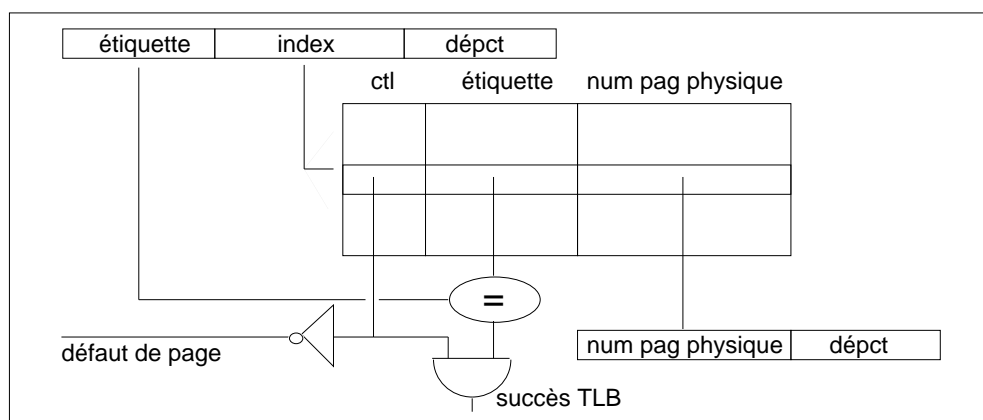 étiquette index dépct
ctl étiquette num pag physique
=
défaut de page
num pag physique dépct
succès TLB